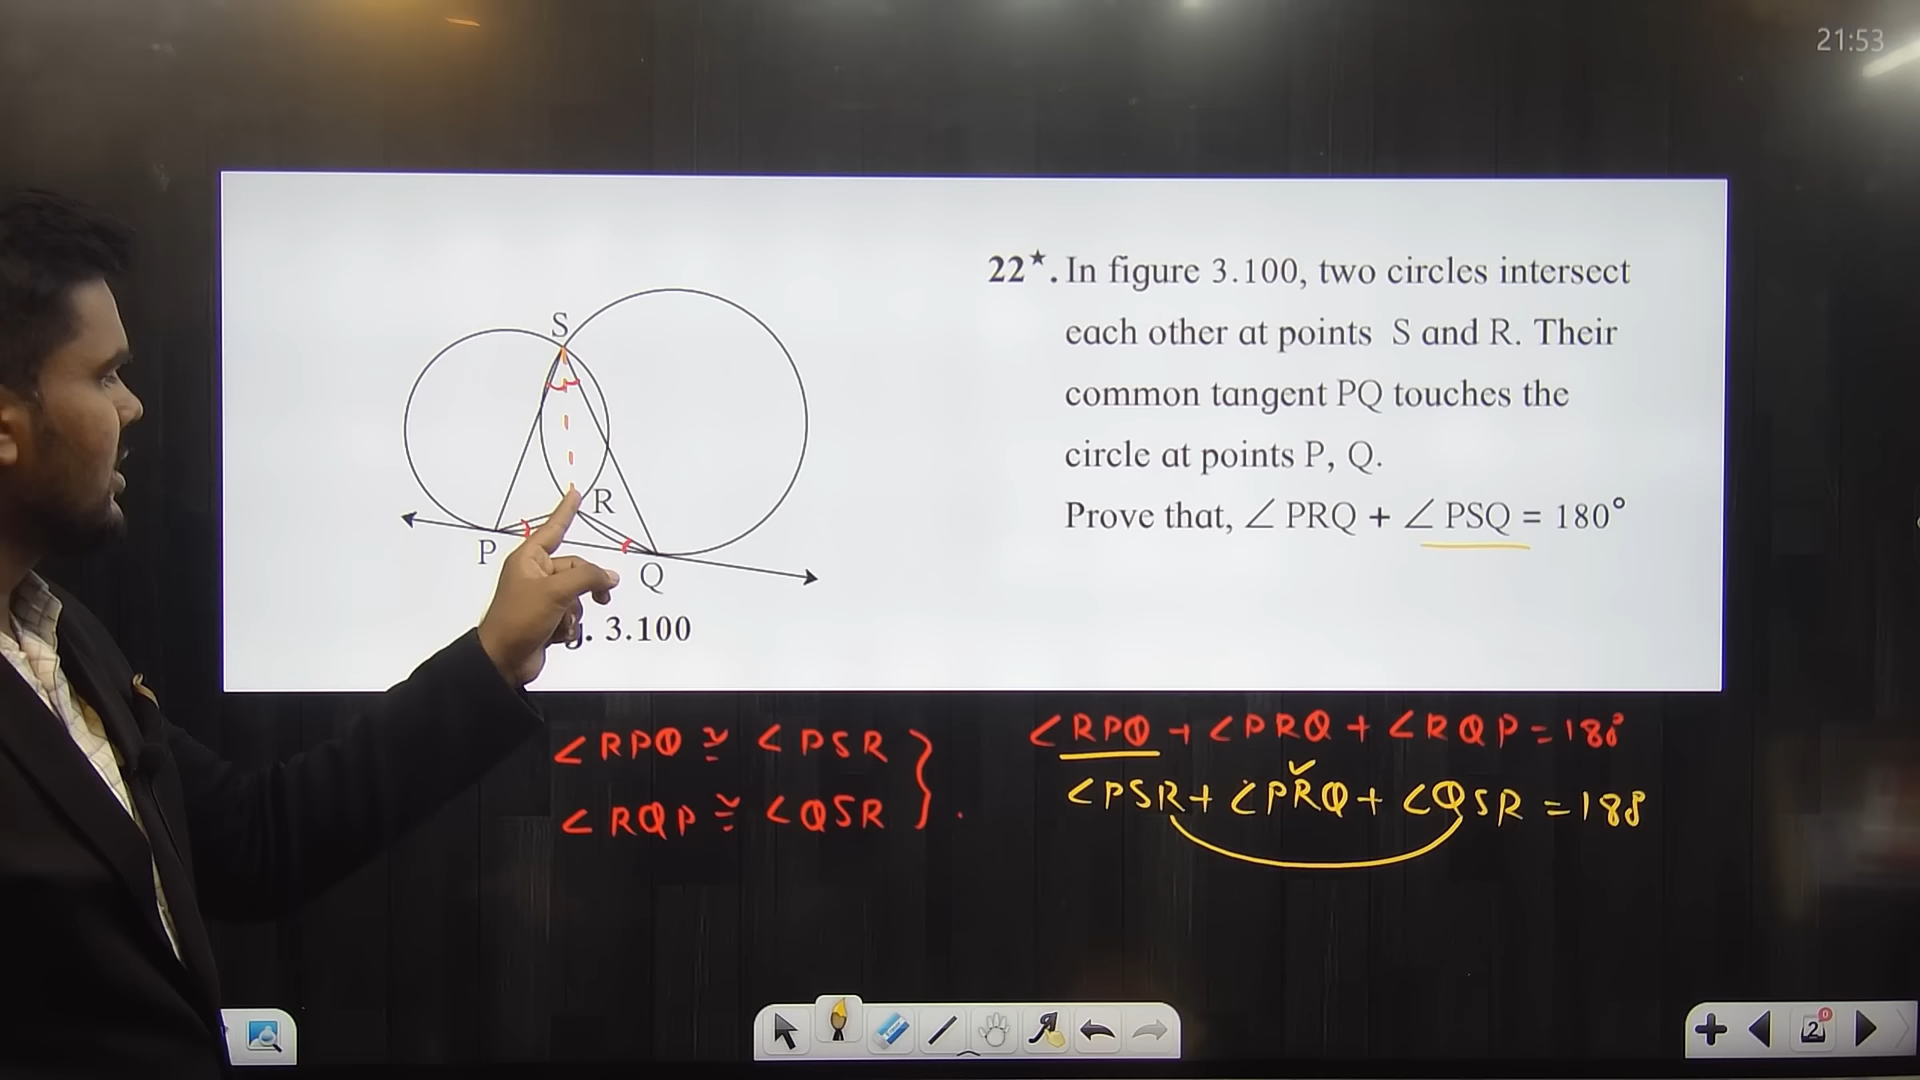 21:53
S
R
P
Q
3.100
22★. In figure 3.100, two circles intersect
each other at points S and R. Their
common tangent PQ touches the
circle at points P, Q.
Prove that, ∠ PRQ + ∠ PSQ = 180°
∠RPQ ≅ ∠PSR }
∠RQP ≅ ∠QSR
∠RPQ + ∠PRQ + ∠RQP = 180°
∠PSR + ∠PRQ + ∠QSR = 180
2
0